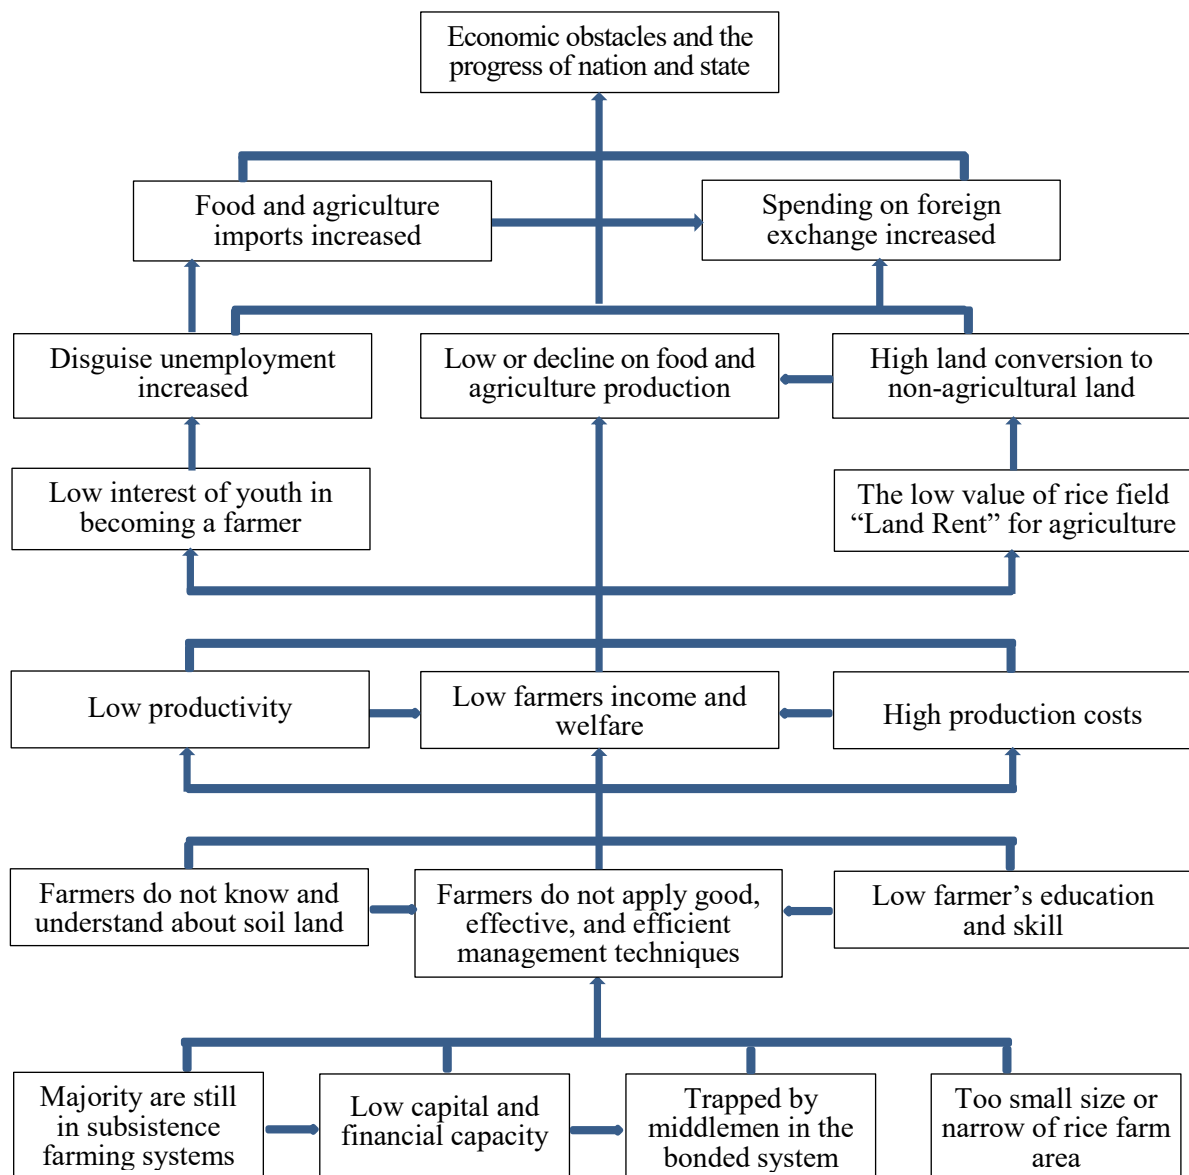 Economic obstacles and the
progress of nation and state
Food and agriculture
imports increased
Spending on foreign
exchange increased
Disguise unemployment
increased
Low or decline on food and
agriculture production
High land conversion to
non-agricultural land
Low interest of youth in
becoming a farmer
The low value of rice field
“Land Rent” for agriculture
Low productivity
Low farmers income and
welfare
High production costs
Farmers do not know and
understand about soil land
Farmers do not apply good,
effective, and efficient
management techniques
Low farmer’s education
and skill
Majority are still
in subsistence
farming systems
Low capital and
financial capacity
Trapped by
middlemen in the
bonded system
Too small size or
narrow of rice farm
area